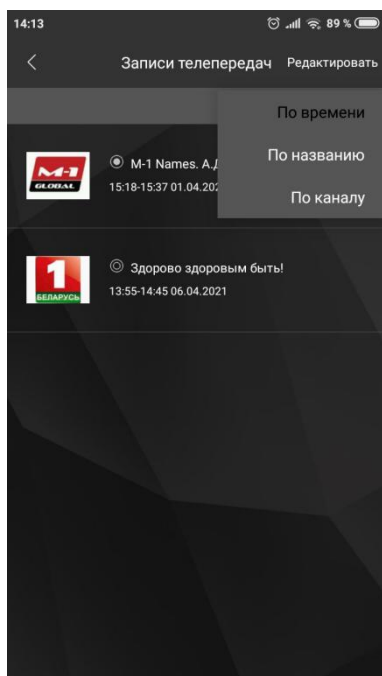 14:13
89 %
Записи телепередач
Редактировать
По времени
По названию
По каналу
M-1
GLOBAL
M-1 Names. А.Д
15:18-15:37 01.04.202
1
БЕЛАРУСЬ
Здорово здоровым быть!
13:55-14:45 06.04.2021